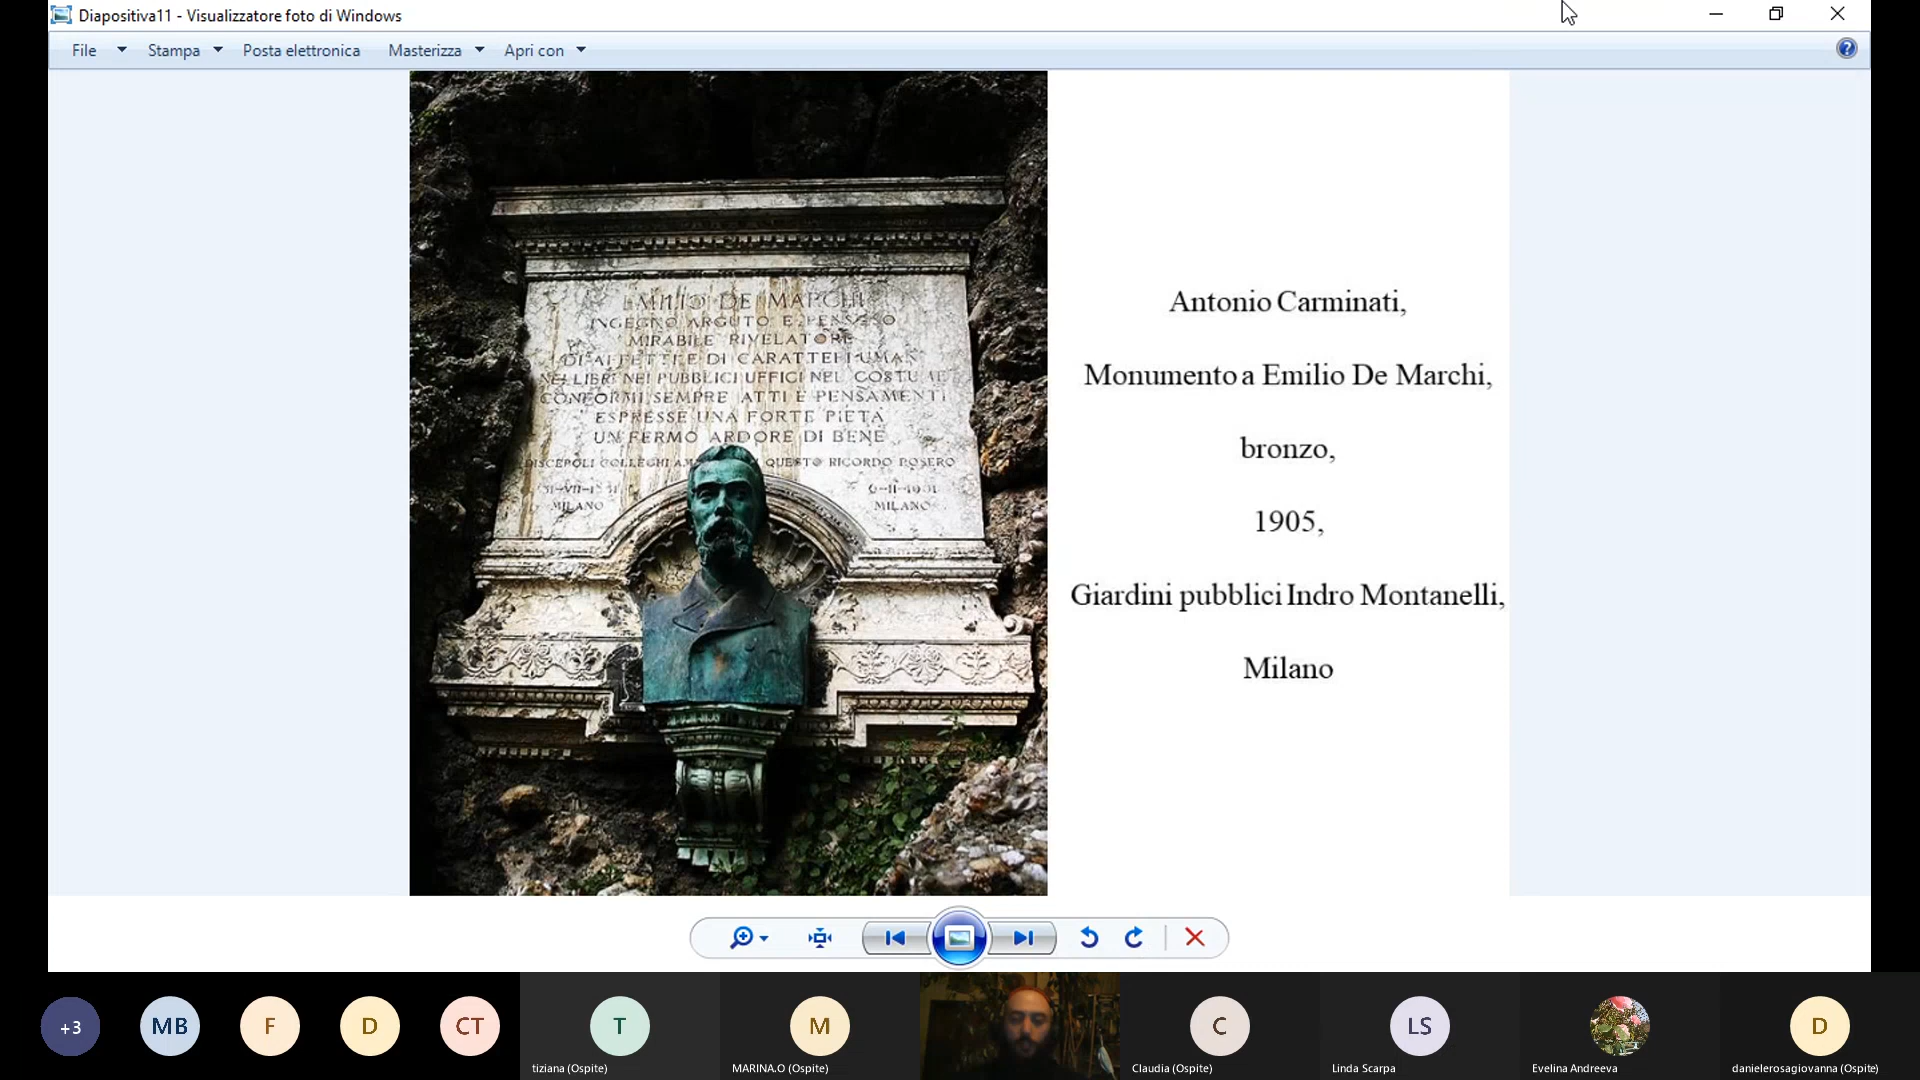 Diapositiva11 - Visualizzatore foto di Windows
File Stampa Posta elettronica Masterizza Apri con
EMILIO DE MARCHI
INGEGNO ARGUTO E PENSOSO
MIRABILE RIVELATORE
DI AFFETTI E DI CARATTERI UMANI
NEI LIBRI NEI PUBBLICI UFFICI NEL COSTUME
CONFORMI SEMPRE ATTI E PENSAMENTI
ESPRESSE UNA FORTE PIETA
UN FERMO ARDORE DI BENE
DISCEPOLI COLLEGHI QUESTO RICORDO POSERO
MILANO MILANO
Antonio Carminati,
Monumento a Emilio De Marchi,
bronzo,
1905,
Giardini pubblici Indro Montanelli,
Milano
+3 MB F D CT T M C LS D
tiziana (Ospite) MARINA.O (Ospite) Claudia (Ospite) Linda Scarpa Evelina Andreeva danielerosagiovanna (Ospite)